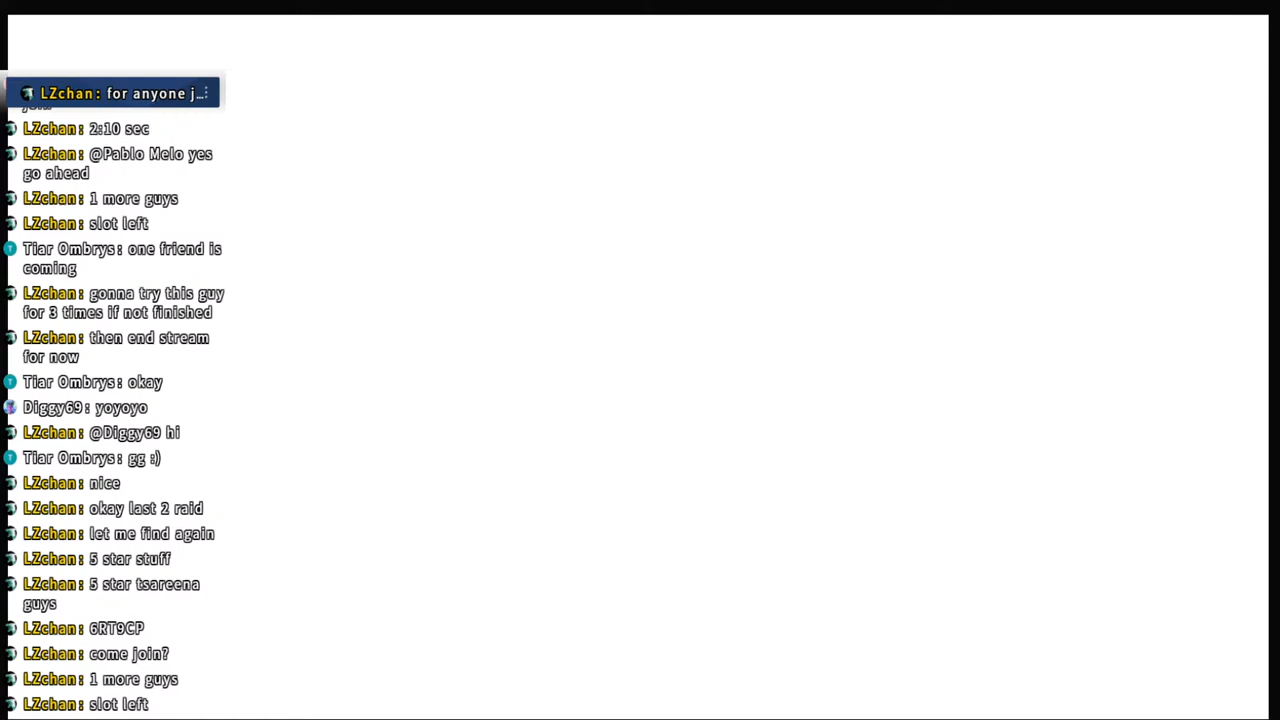 LZchan: for anyone j...
LZchan: 2:10 sec
LZchan: @Pablo Melo yes
go ahead
LZchan: 1 more guys
LZchan: slot left
Tiar Ombrys: one friend is
coming
LZchan: gonna try this guy
for 3 times if not finished
LZchan: then end stream
for now
Tiar Ombrys: okay
Diggy69: yoyoyo
LZchan: @Diggy69 hi
Tiar Ombrys: gg :)
LZchan: nice
LZchan: okay last 2 raid
LZchan: let me find again
LZchan: 5 star stuff
LZchan: 5 star tsareena
guys
LZchan: 6RT9CP
LZchan: come join?
LZchan: 1 more guys
LZchan: slot left